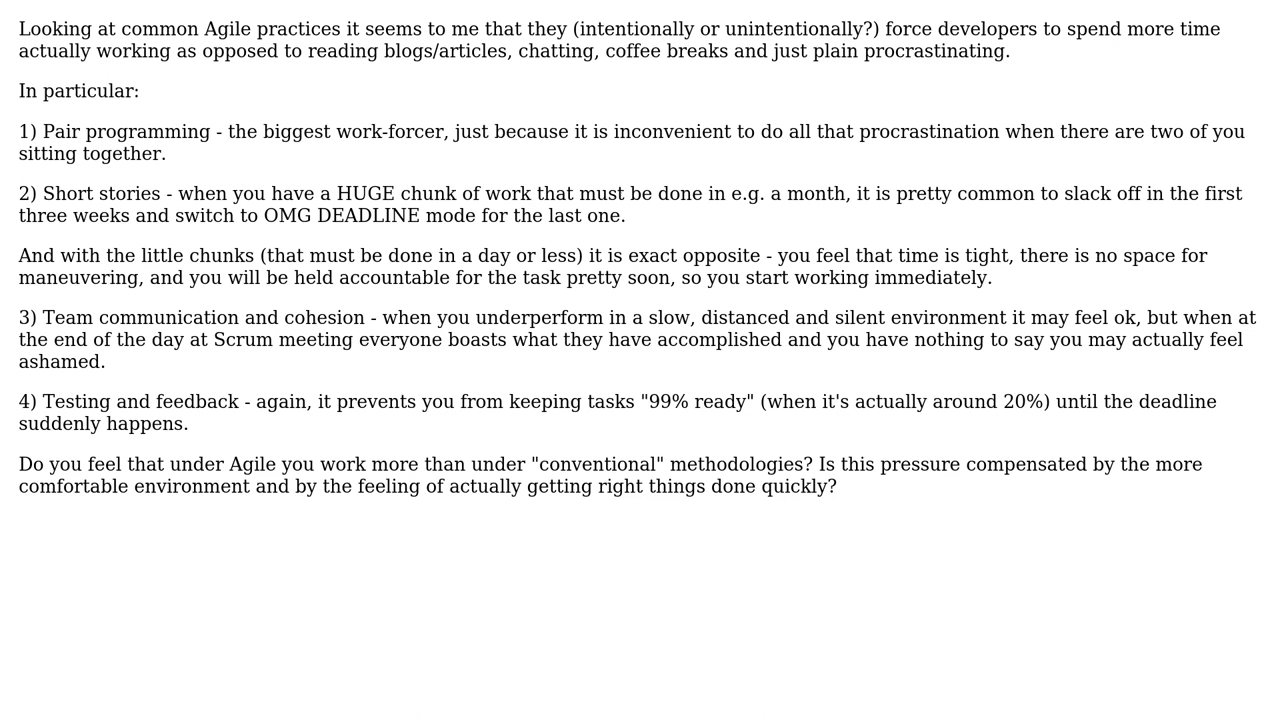 Looking at common Agile practices it seems to me that they (intentionally or unintentionally?) force developers to spend more time
actually working as opposed to reading blogs/articles, chatting, coffee breaks and just plain procrastinating.
In particular:
1) Pair programming - the biggest work-forcer, just because it is inconvenient to do all that procrastination when there are two of you
sitting together.
2) Short stories - when you have a HUGE chunk of work that must be done in e.g. a month, it is pretty common to slack off in the first
three weeks and switch to OMG DEADLINE mode for the last one.
And with the little chunks (that must be done in a day or less) it is exact opposite - you feel that time is tight, there is no space for
maneuvering, and you will be held accountable for the task pretty soon, so you start working immediately.
3) Team communication and cohesion - when you underperform in a slow, distanced and silent environment it may feel ok, but when at
the end of the day at Scrum meeting everyone boasts what they have accomplished and you have nothing to say you may actually feel
ashamed.
4) Testing and feedback - again, it prevents you from keeping tasks "99% ready" (when it's actually around 20%) until the deadline
suddenly happens.
Do you feel that under Agile you work more than under "conventional" methodologies? Is this pressure compensated by the more
comfortable environment and by the feeling of actually getting right things done quickly?